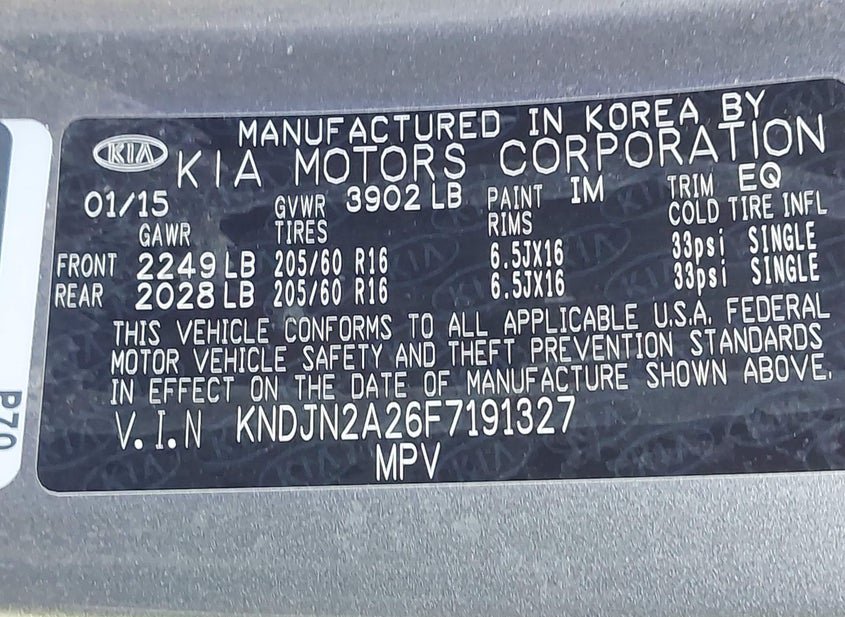 MANUFACTURED IN KOREA BY
KIA KIA MOTORS CORPORATION
01/15 GVWR 3902 LB PAINT IM TRIM EQ
GAWR TIRES RIMS COLD TIRE INFL
FRONT 2249 LB 205/60 R16 6.5JX16 33psi SINGLE
REAR 2028 LB 205/60 R16 6.5JX16 33psi SINGLE
THIS VEHICLE CONFORMS TO ALL APPLICABLE U.S.A. FEDERAL
MOTOR VEHICLE SAFETY AND THEFT PREVENTION STANDARDS
IN EFFECT ON THE DATE OF MANUFACTURE SHOWN ABOVE.
V.I.N KNDJN2A26F7191327
MPV